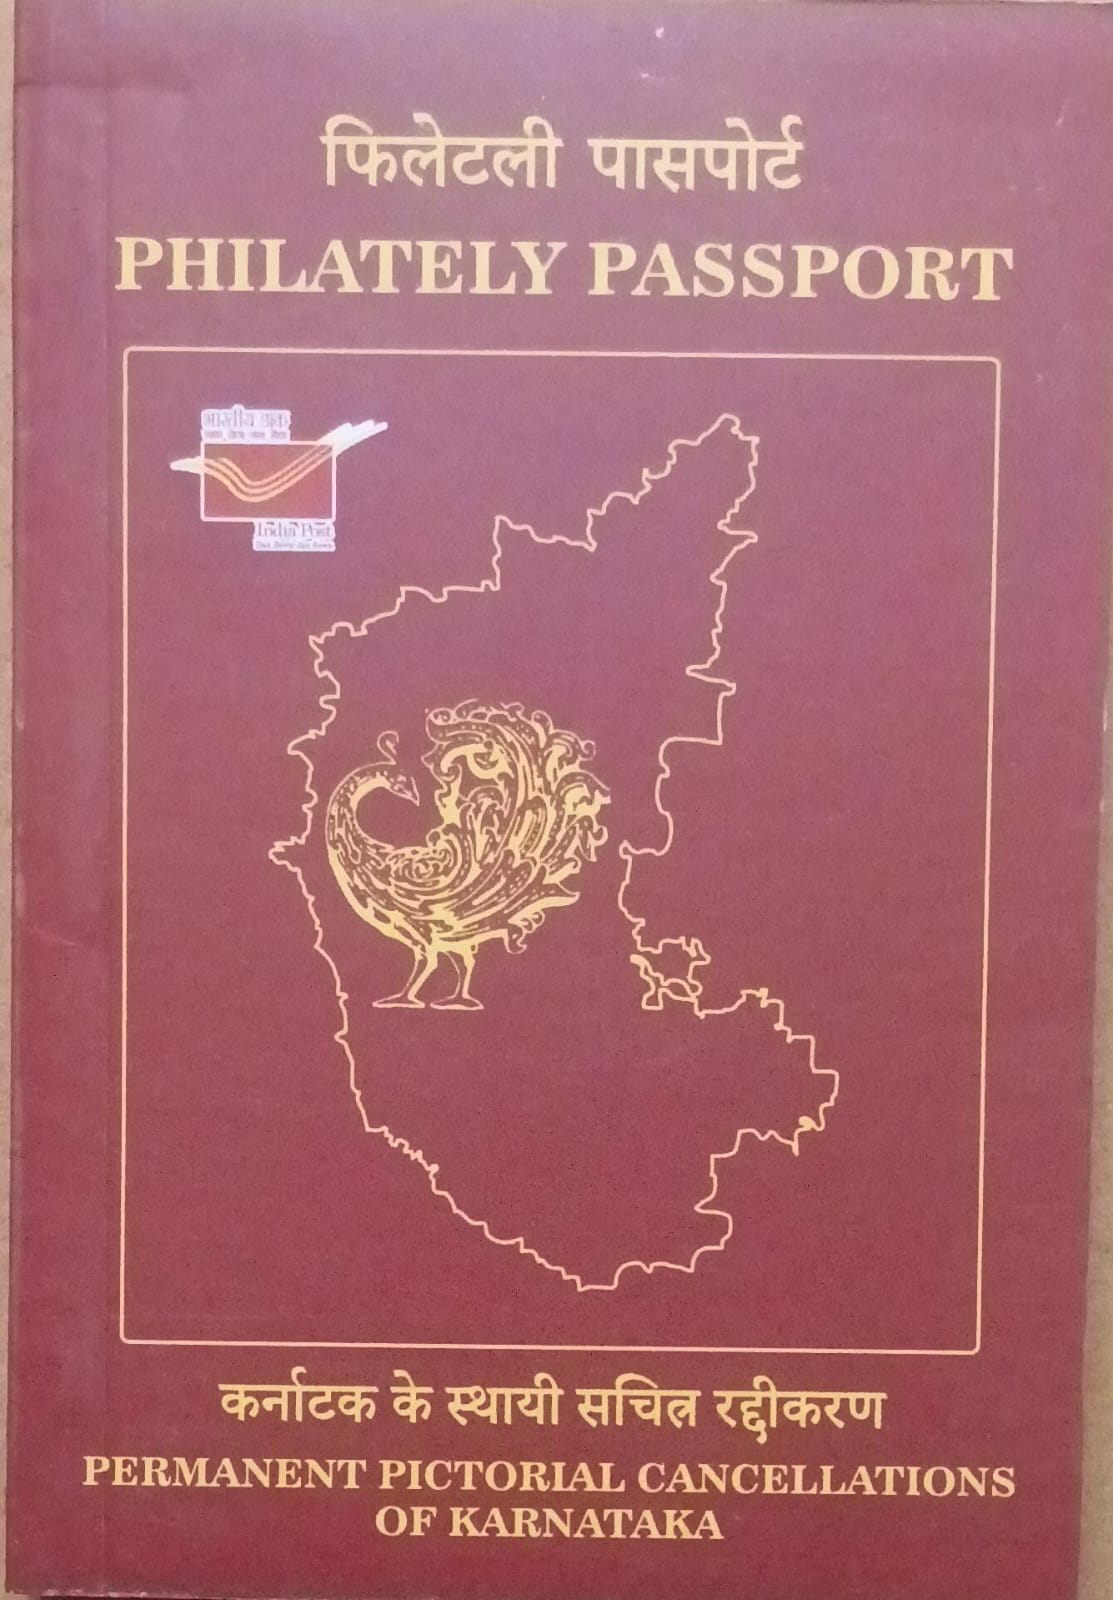 फिलेटली पासपोर्ट
PHILATELY PASSPORT
भारतीय डाक
India Post
कर्नाटक के स्थायी सचित्र रद्दीकरण
PERMANENT PICTORIAL CANCELLATIONS
OF KARNATAKA